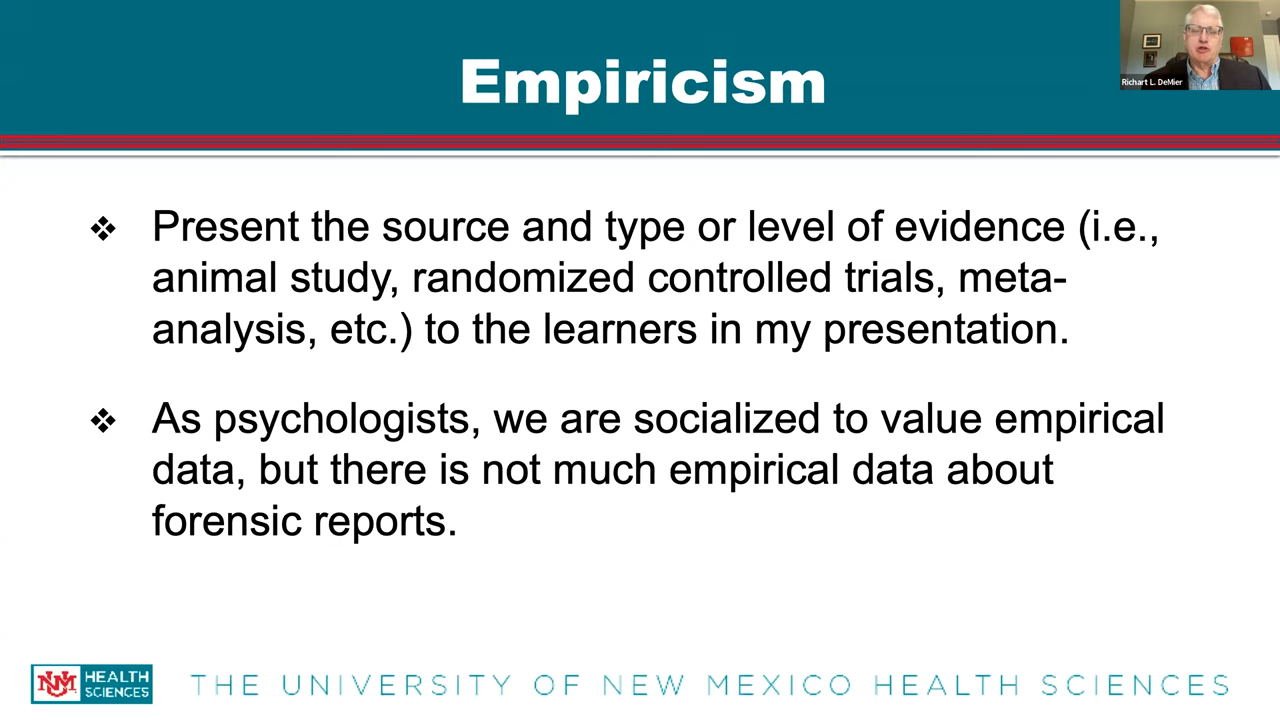 Empiricism
Richart L. DeMier
❖ Present the source and type or level of evidence (i.e.,
animal study, randomized controlled trials, meta-
analysis, etc.) to the learners in my presentation.
❖ As psychologists, we are socialized to value empirical
data, but there is not much empirical data about
forensic reports.
UNM HEALTH
SCIENCES
THE UNIVERSITY OF NEW MEXICO HEALTH SCIENCES